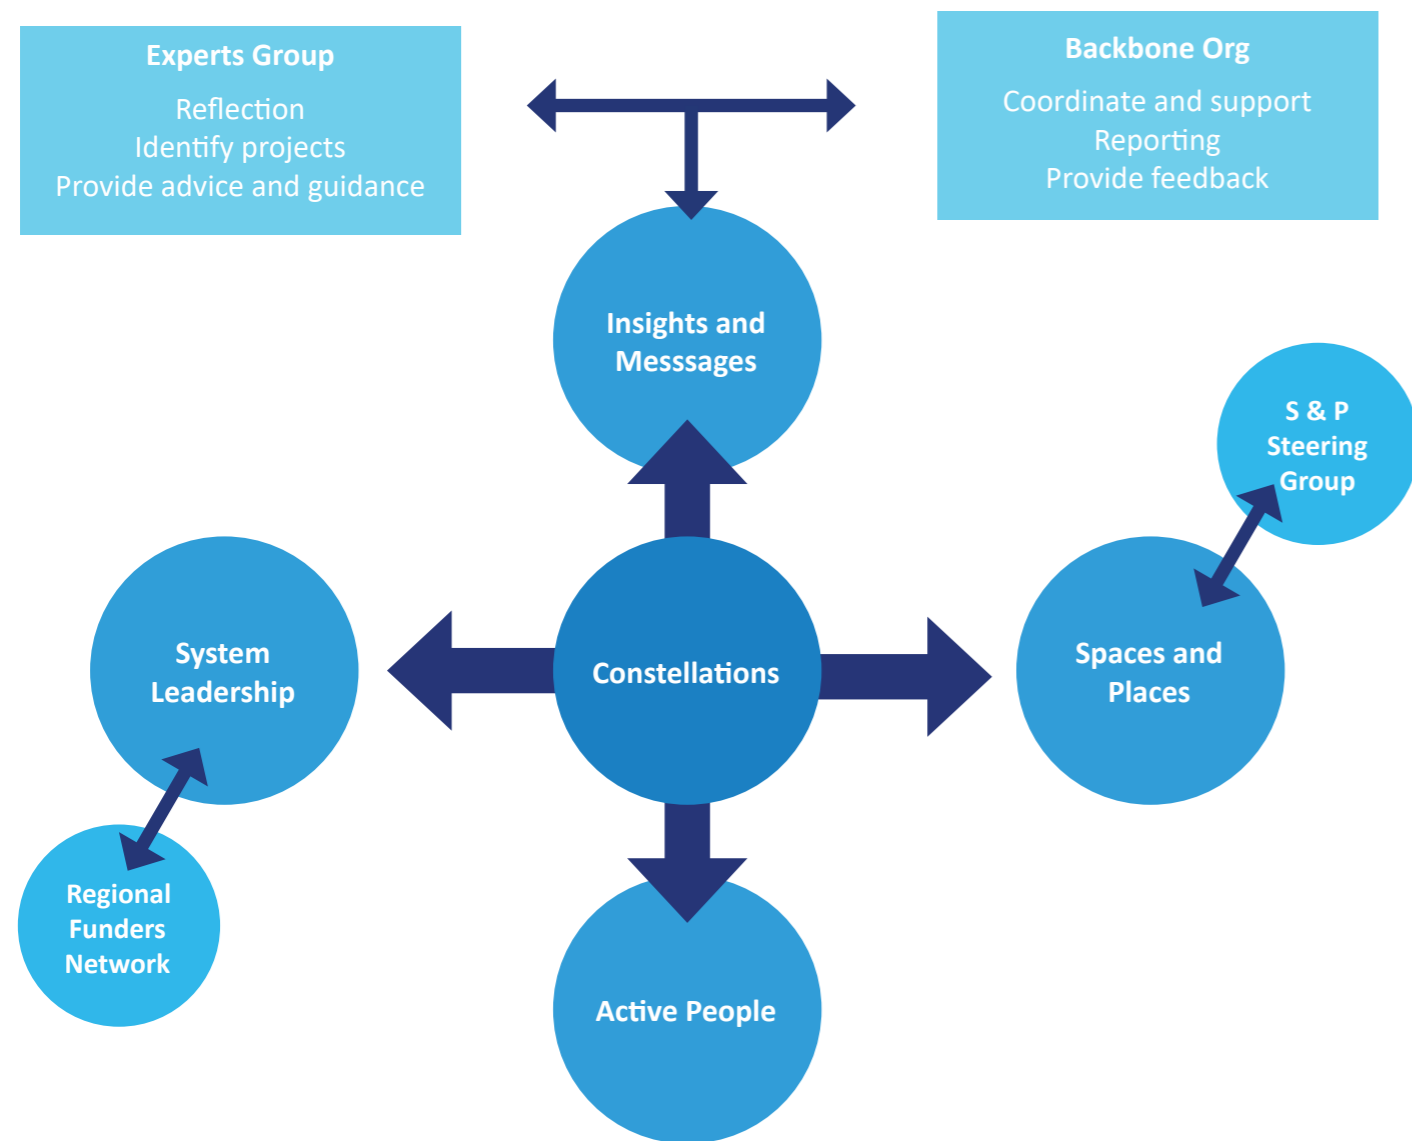 Experts Group
Reflection
Identify projects
Provide advice and guidance
Backbone Org
Coordinate and support
Reporting
Provide feedback
Insights and
Messsages
S & P
Steering
Group
System
Leadership
Constellations
Spaces and
Places
Regional
Funders
Network
Active People